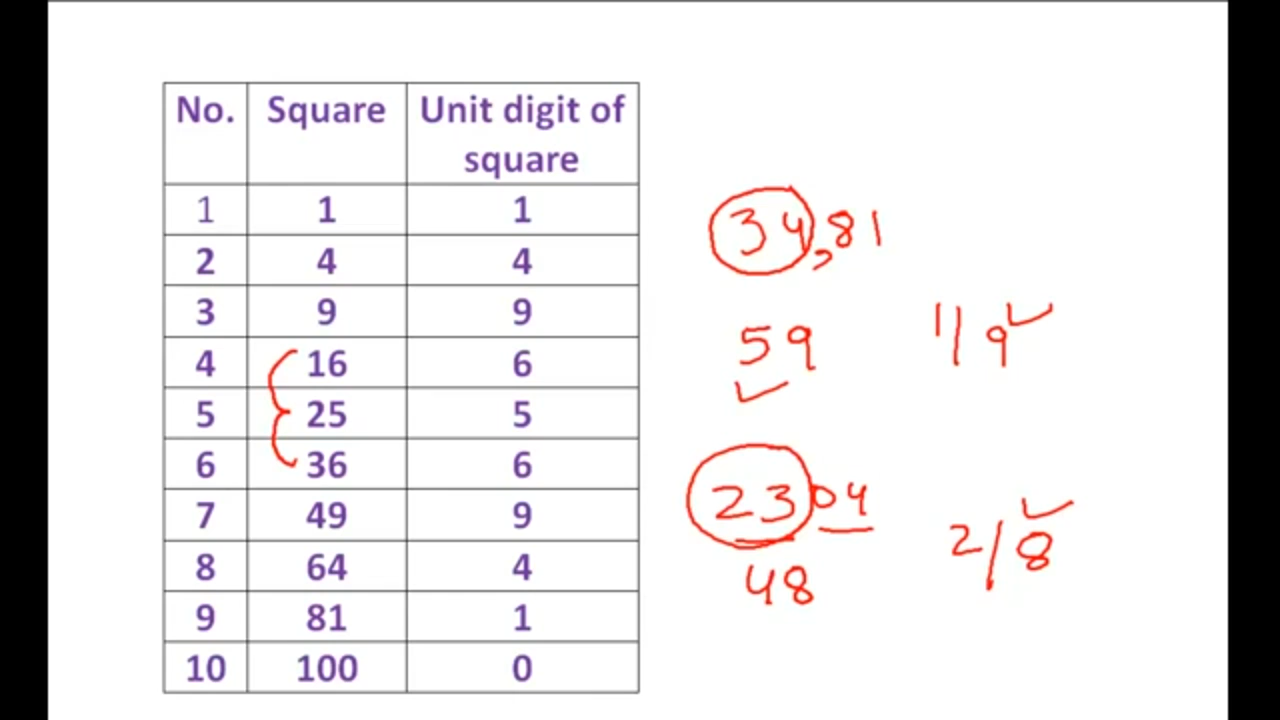 No. Square Unit digit of square
1 1 1
2 4 4
3 9 9
4 16 6
5 25 5
6 36 6
7 49 9
8 64 4
9 81 1
10 100 0
34,81
59 1/9
2304
48 2/8